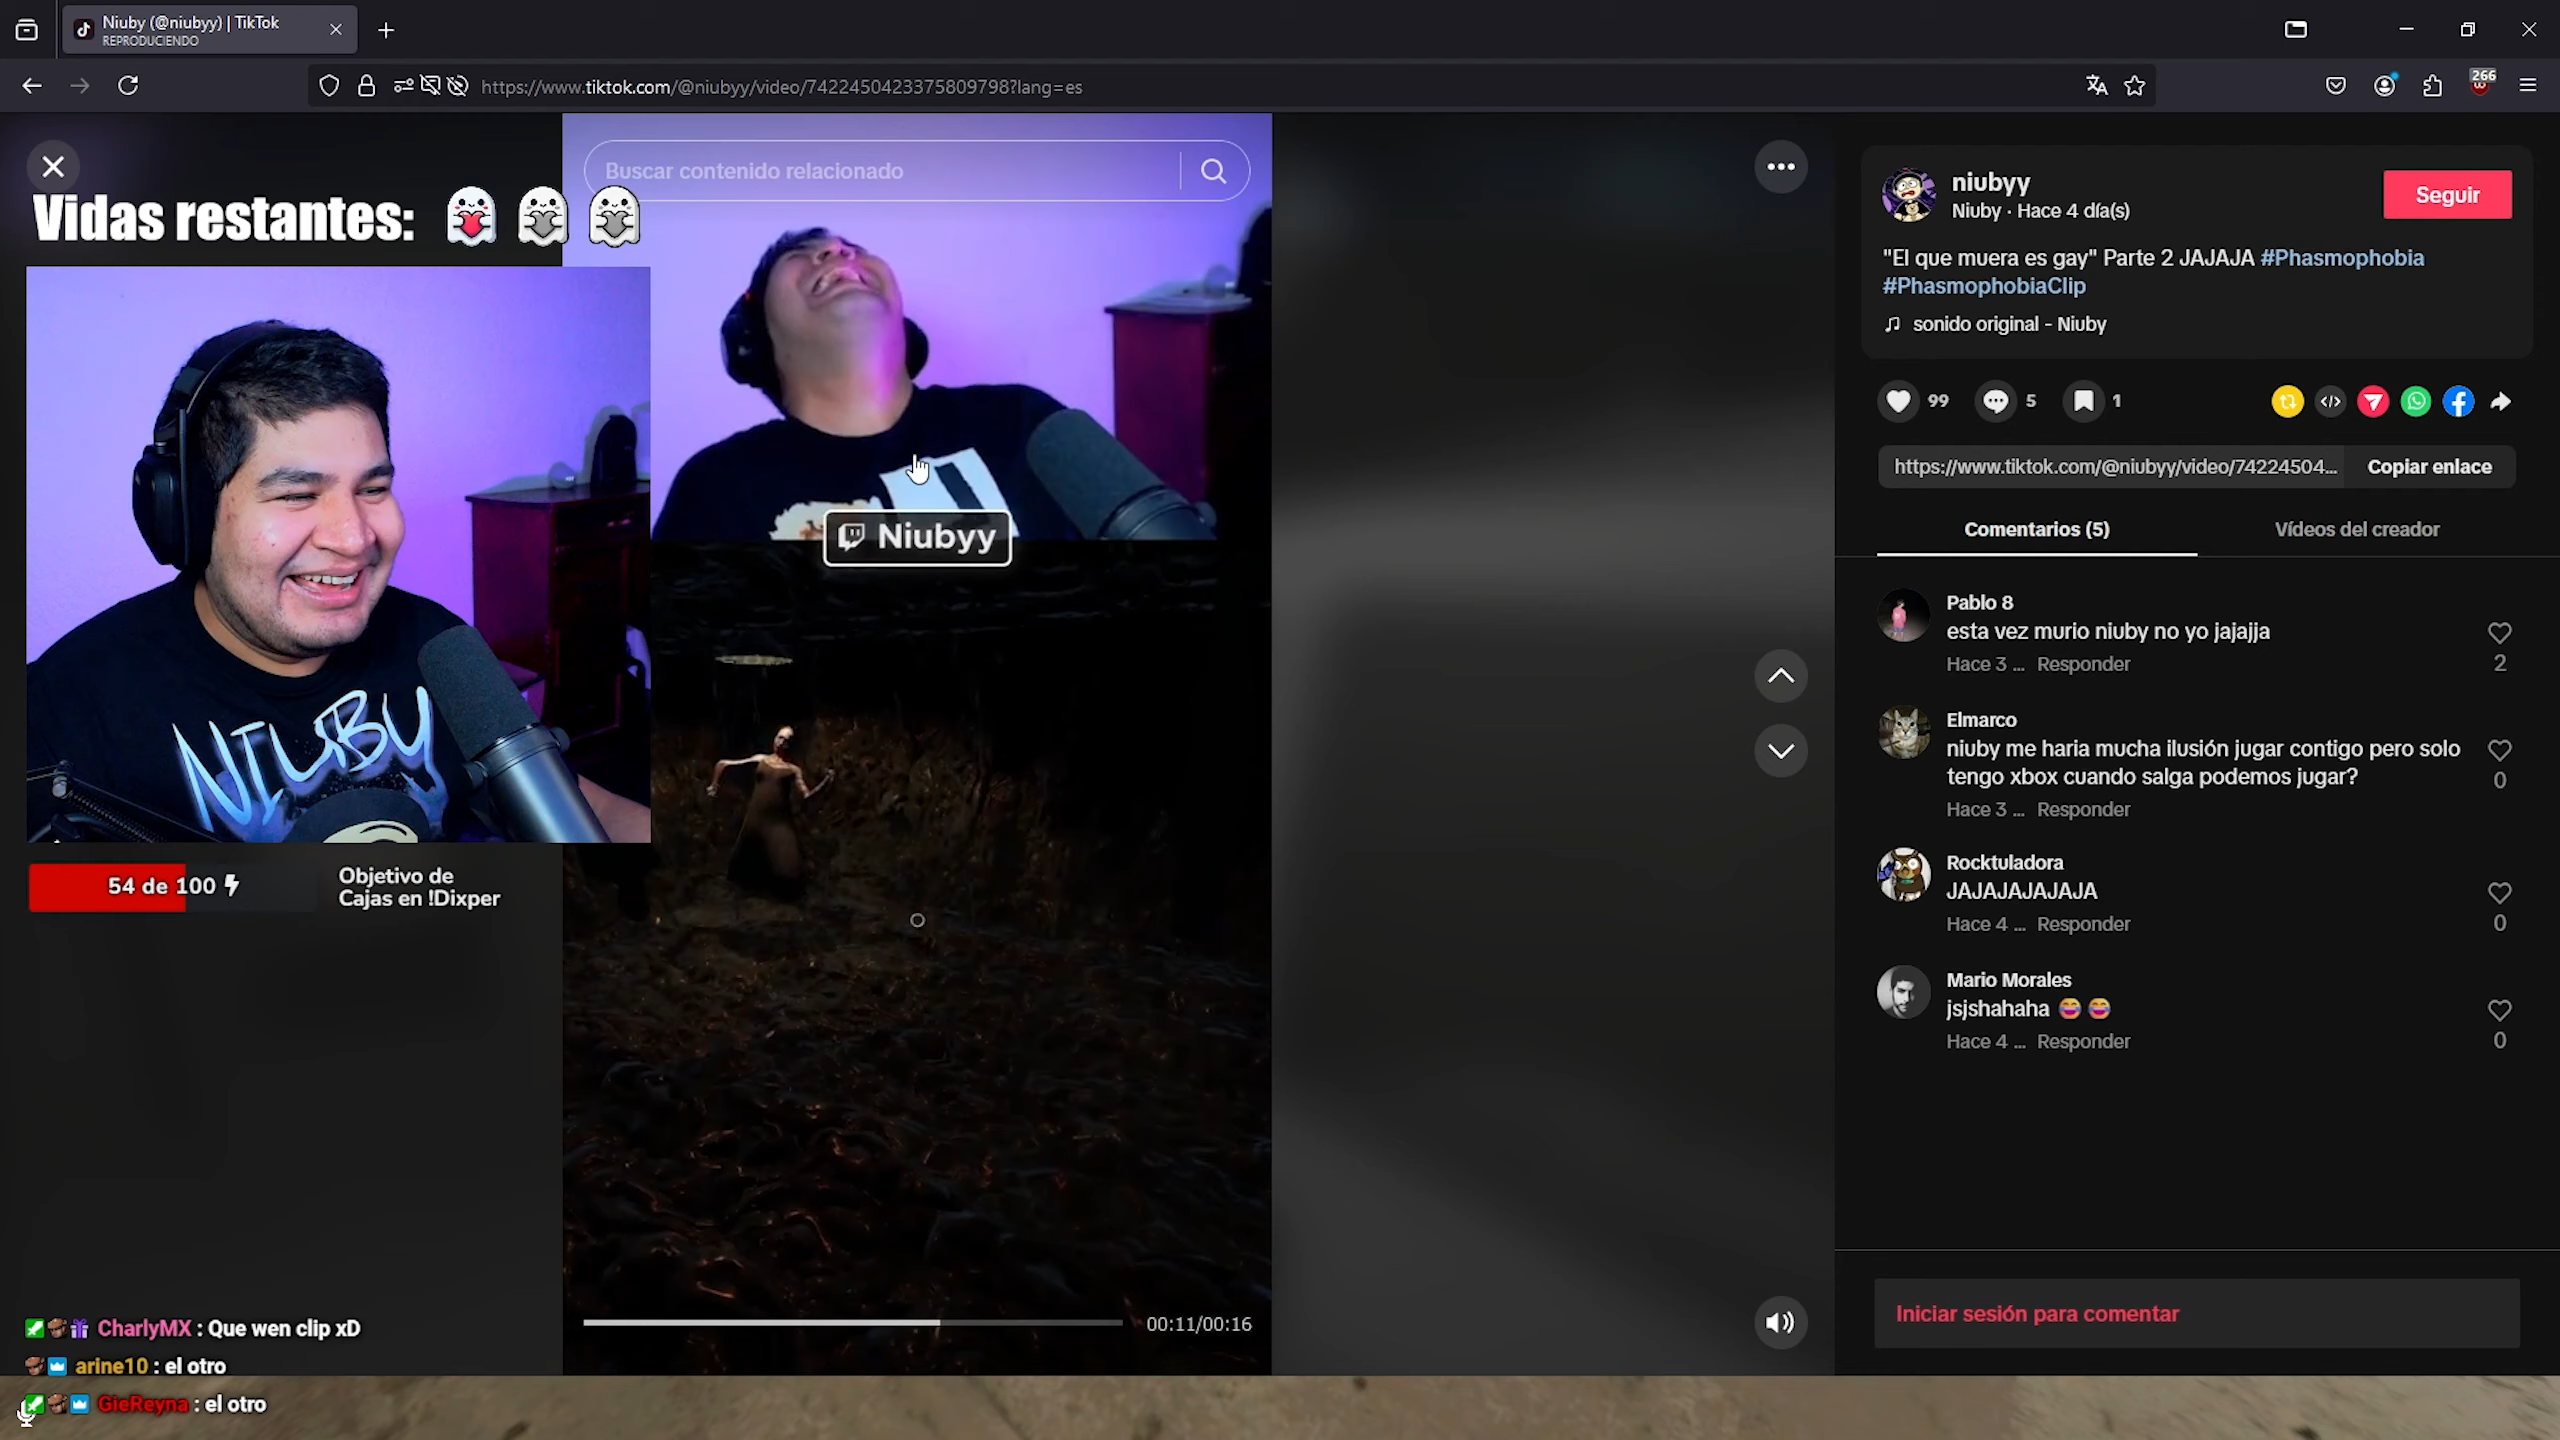 Niuby (@niubyy) | TikTok
REPRODUCIENDO
https://www.tiktok.com/@niubyy/video/7422450423375809798?lang=es
266
Buscar contenido relacionado
Vidas restantes:
Niubyy
NIUBY
54 de 100
Objetivo de
Cajas en !Dixper
CharlyMX : Que wen clip xD
arine10 : el otro
GieReyna : el otro
00:11/00:16
niubyy
Niuby · Hace 4 día(s)
Seguir
"El que muera es gay" Parte 2 JAJAJA #Phasmophobia
#PhasmophobiaClip
sonido original - Niuby
99
5
1
https://www.tiktok.com/@niubyy/video/74224504...
Copiar enlace
Comentarios (5)
Vídeos del creador
Pablo 8
esta vez murio niuby no yo jajajja
Hace 3 ... Responder
2
Elmarco
niuby me haria mucha ilusión jugar contigo pero solo
tengo xbox cuando salga podemos jugar?
Hace 3 ... Responder
0
Rocktuladora
JAJAJAJAJAJA
Hace 4 ... Responder
0
Mario Morales
jsjshahaha 😂 😂
Hace 4 ... Responder
0
Iniciar sesión para comentar